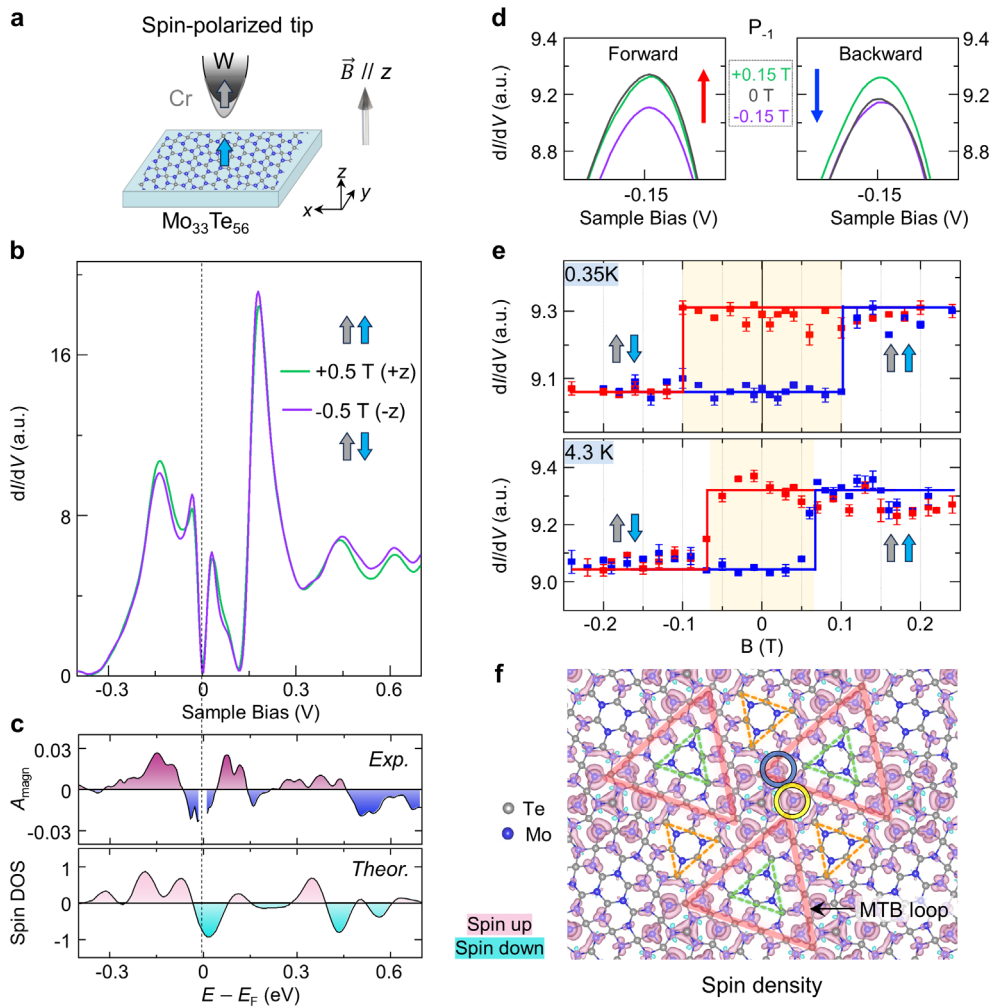 a
Spin-polarized tip
W
Cr
B⃗ // z
z
y
x
Mo₃₃Te₅₆
b
dI/dV (a.u.)
16
8
0
+0.5 T (+z)
-0.5 T (-z)
-0.3
0
0.3
0.6
Sample Bias (V)
c
A_magn
0.03
0
-0.03
Exp.
Spin DOS
1
0
-1
Theor.
-0.3
0
0.3
0.6
E − E_F (eV)
d
P₋₁
dI/dV (a.u.)
9.4
9.2
8.8
Forward
+0.15 T
0 T
-0.15 T
Backward
9.4
9.2
8.8
-0.15
-0.15
Sample Bias (V)
Sample Bias (V)
e
0.35K
dI/dV (a.u.)
9.3
9.1
4.3 K
dI/dV (a.u.)
9.4
9.2
9.0
-0.2
-0.1
0
0.1
0.2
B (T)
f
Te
Mo
Spin up
Spin down
MTB loop
Spin density